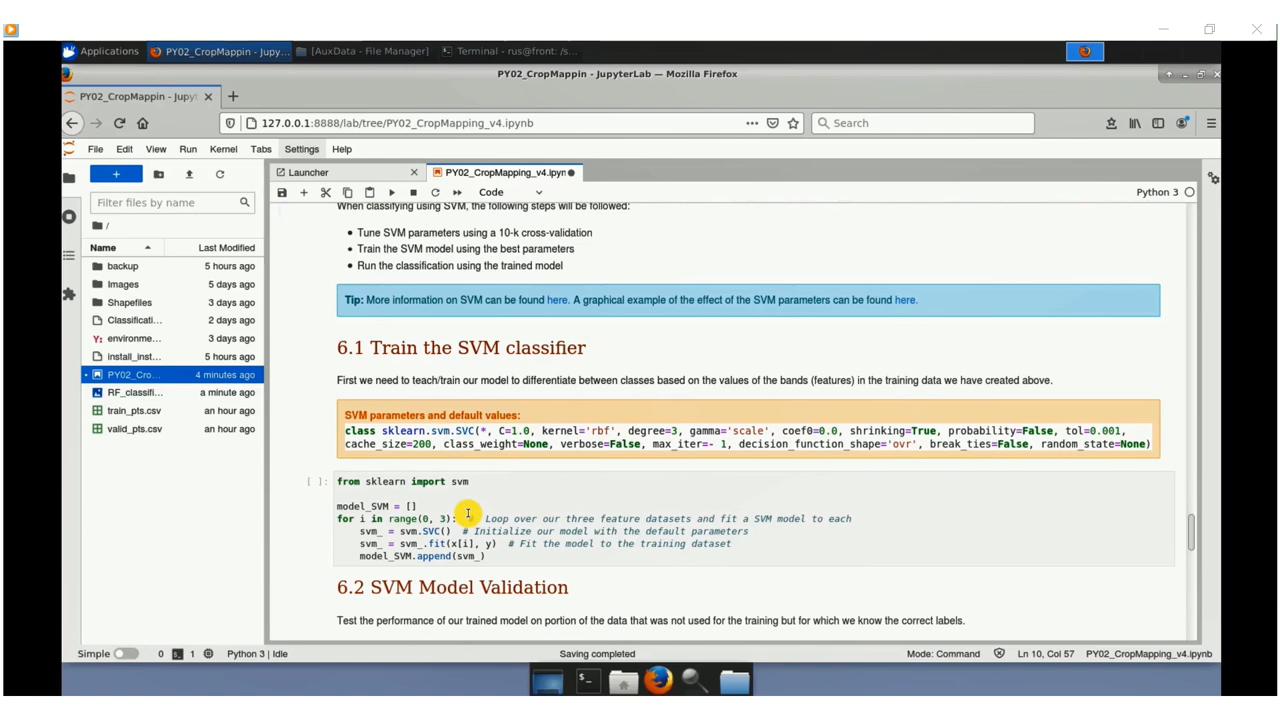 Applications
PY02_CropMappin - Jupy...
[AuxData - File Manager]
Terminal - rus@front: /s...
PY02_CropMappin - JupyterLab — Mozilla Firefox
PY02_CropMapping - Jupyt
127.0.0.1:8888/lab/tree/PY02_CropMapping_v4.ipynb
Search
File Edit View Run Kernel Tabs Settings Help
Launcher
PY02_CropMapping_v4.ipyn
Code
Python 3
Filter files by name
/
Name Last Modified
backup 5 hours ago
Images 5 days ago
Shapefiles 3 days ago
Classificati... 2 days ago
Y: environme... 3 days ago
install_inst... 5 hours ago
PY02_Cro... 4 minutes ago
RF_classifi... a minute ago
train_pts.csv an hour ago
valid_pts.csv an hour ago
When classifying using SVM, the following steps will be followed:
• Tune SVM parameters using a 10-k cross-validation
• Train the SVM model using the best parameters
• Run the classification using the trained model
Tip: More information on SVM can be found here. A graphical example of the effect of the SVM parameters can be found here.
6.1 Train the SVM classifier
First we need to teach/train our model to differentiate between classes based on the values of the bands (features) in the training data we have created above.
SVM parameters and default values:
class sklearn.svm.SVC(*, C=1.0, kernel='rbf', degree=3, gamma='scale', coef0=0.0, shrinking=True, probability=False, tol=0.001,
cache_size=200, class_weight=None, verbose=False, max_iter=- 1, decision_function_shape='ovr', break_ties=False, random_state=None)
[ ]: from sklearn import svm
model_SVM = []
for i in range(0, 3): # Loop over our three feature datasets and fit a SVM model to each
svm_ = svm.SVC() # Initialize our model with the default parameters
svm_ = svm_.fit(x[i], y) # Fit the model to the training dataset
model_SVM.append(svm_)
6.2 SVM Model Validation
Test the performance of our trained model on portion of the data that was not used for the training but for which we know the correct labels.
Simple 0 1 Python 3 | Idle Saving completed Mode: Command Ln 10, Col 57 PY02_CropMapping_v4.ipynb